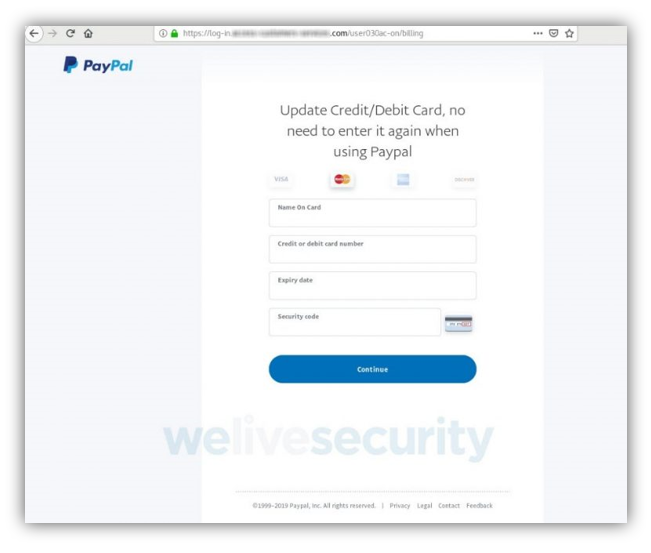 https://log-in. .com/user030ac-on/billing
PayPal
Update Credit/Debit Card, no
need to enter it again when
using Paypal
VISA
DISCOVER
Name On Card
Credit or debit card number
Expiry date
Security code
Continue
welivesecurity
©1999-2019 Paypal, Inc. All rights reserved. | Privacy Legal Contact Feedback